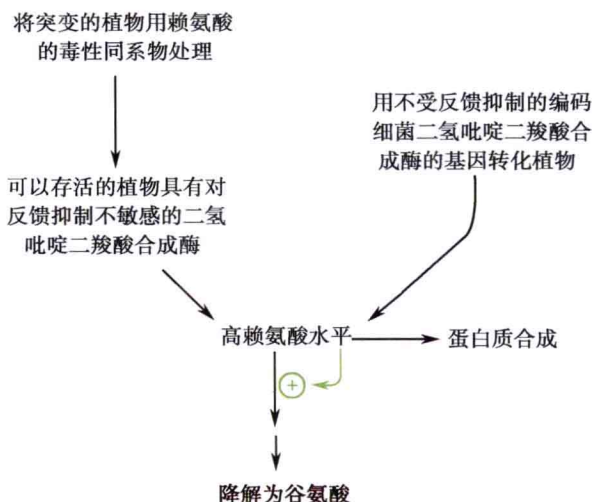 将突变的植物用赖氨酸
的毒性同系物处理
用不受反馈抑制的编码
细菌二氢吡啶二羧酸合
成酶的基因转化植物
可以存活的植物具有对
反馈抑制不敏感的二氢
吡啶二羧酸合成酶
高赖氨酸水平
蛋白质合成
+
降解为谷氨酸